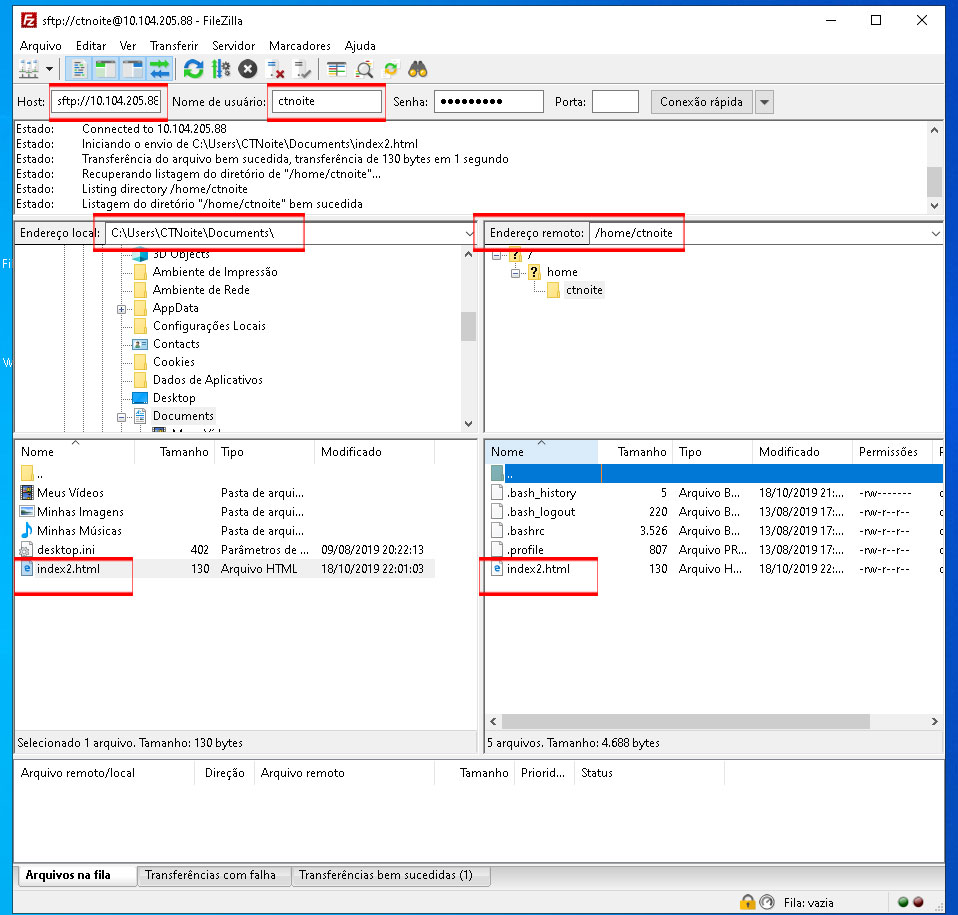 sftp://ctnoite@10.104.205.88 - FileZilla
Arquivo Editar Ver Transferir Servidor Marcadores Ajuda
Host: sftp://10.104.205.88 Nome de usuário: ctnoite Senha: ●●●●●●●●● Porta: Conexão rápida
Estado: Connected to 10.104.205.88
Estado: Iniciando o envio de C:\Users\CTNoite\Documents\index2.html
Estado: Transferência do arquivo bem sucedida, transferência de 130 bytes em 1 segundo
Estado: Recuperando listagem do diretório de "/home/ctnoite"...
Estado: Listing directory /home/ctnoite
Estado: Listagem do diretório "/home/ctnoite" bem sucedida
Endereço local: C:\Users\CTNoite\Documents\
3D Objects
Ambiente de Impressão
Ambiente de Rede
AppData
Configurações Locais
Contacts
Cookies
Dados de Aplicativos
Desktop
Documents
Endereço remoto: /home/ctnoite
/
home
ctnoite
Nome Tamanho Tipo Modificado
..
Meus Vídeos Pasta de arqui...
Minhas Imagens Pasta de arqui...
Minhas Músicas Pasta de arqui...
desktop.ini 402 Parâmetros de ... 09/08/2019 20:22:13
index2.html 130 Arquivo HTML 18/10/2019 22:01:03
Selecionado 1 arquivo. Tamanho: 130 bytes
Nome Tamanho Tipo Modificado Permissões
..
.bash_history 5 Arquivo B... 18/10/2019 21:... -rw-------
.bash_logout 220 Arquivo B... 13/08/2019 17:... -rw-r--r--
.bashrc 3.526 Arquivo B... 13/08/2019 17:... -rw-r--r--
.profile 807 Arquivo PR... 13/08/2019 17:... -rw-r--r--
index2.html 130 Arquivo H... 18/10/2019 22:... -rw-r--r--
5 arquivos. Tamanho: 4.688 bytes
Arquivo remoto/local Direção Arquivo remoto Tamanho Priorid... Status
Arquivos na fila Transferências com falha Transferências bem sucedidas (1)
Fila: vazia